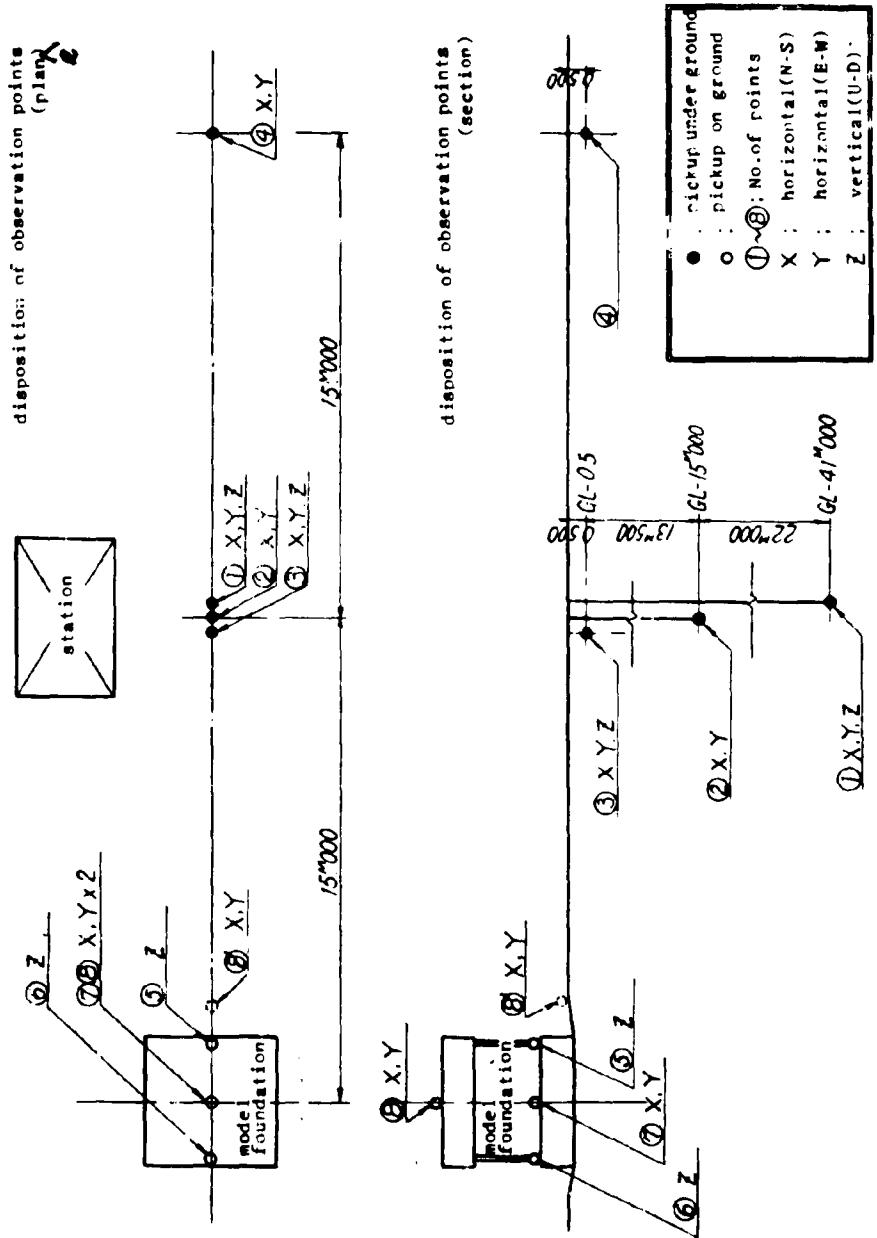 disposition of observation points
(plan)
station
model
foundation
⑥ Z
⑦⑧ X,Y x2
⑤ Z
⑧' X,Y
① X,Y,Z
② X,Y
③ X,Y,Z
④ X,Y
15ᴹ000
15ᴹ000
disposition of observation points
(section)
⑧ X,Y
⑧' X,Y
model
foundation
⑤ Z
⑦ X,Y
⑥ Z
③ X Y,Z
② X,Y
① X,Y,Z
④
0,500
0,500
13ᴹ500
22ᴹ000
GL-05
GL-15ᴹ000
GL-41ᴹ000
● ; pickup under ground
○ ; pickup on ground
①~⑧; No.of points
X ; horizontal(N-S)
Y ; horizontal(E-W)
Z ; vertical(U-D)